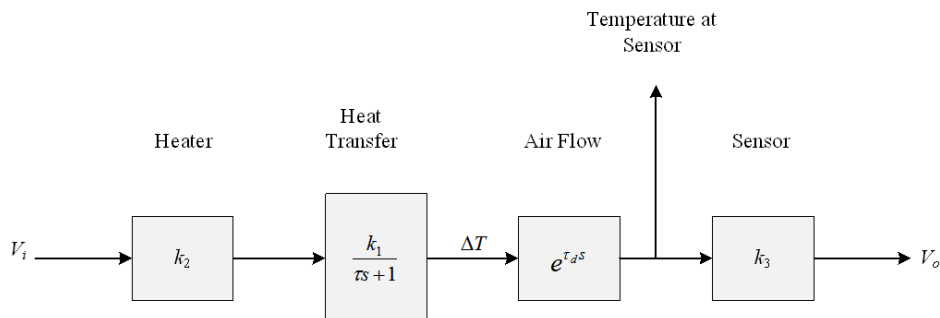 Temperature at
Sensor
Heater
Heat
Transfer
Air Flow
Sensor
V_i
k_2
k_1
τs + 1
ΔT
e^{τ_d s}
k_3
V_o